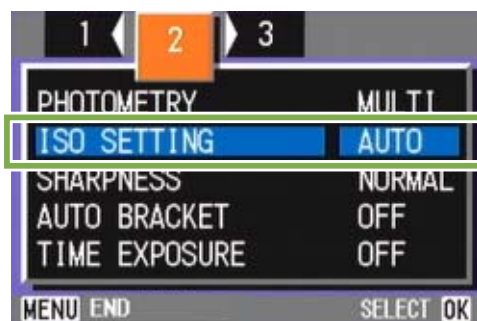 1 2 3
PHOTOMETRY MULTI
ISO SETTING AUTO
SHARPNESS NORMAL
AUTO BRACKET OFF
TIME EXPOSURE OFF
MENU END SELECT OK